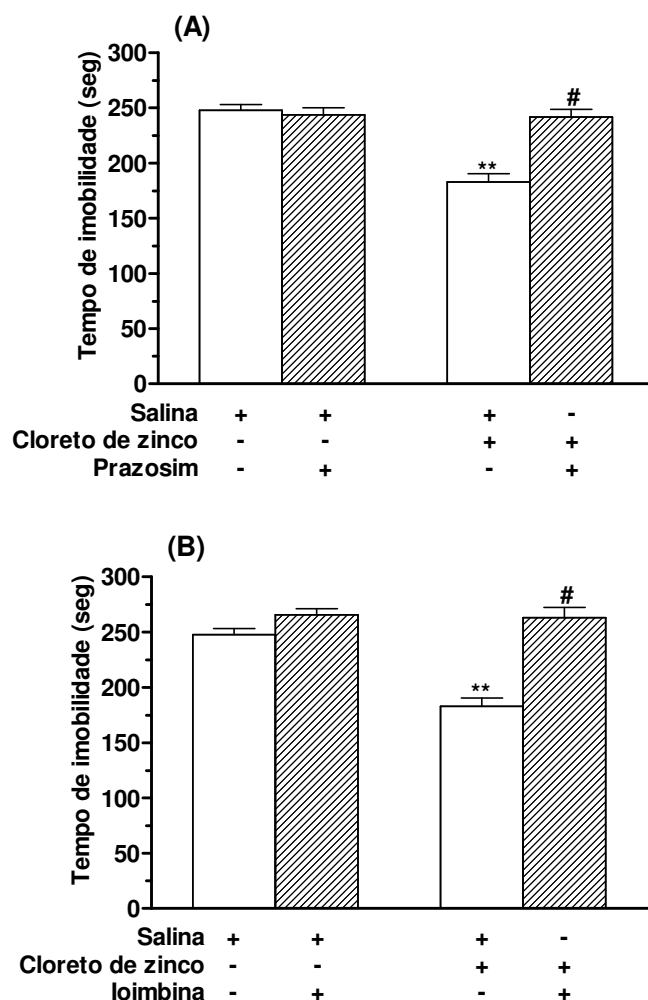 (A)
Tempo de imobilidade (seg)
300
250
200
150
100
50
0
**
#
Salina + + + -
Cloreto de zinco - - + +
Prazosim - + - +
(B)
Tempo de imobilidade (seg)
300
250
200
150
100
50
0
**
#
Salina + + + -
Cloreto de zinco - - + +
Ioimbina - + - +